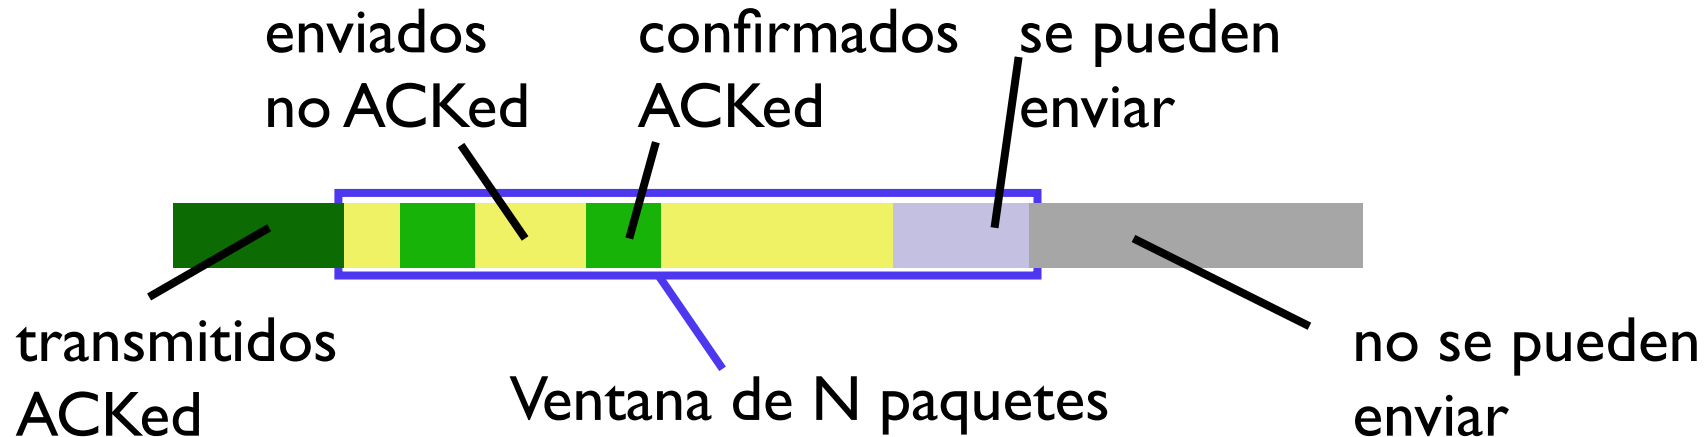 enviados
no ACKed
confirmados
ACKed
se pueden
enviar
transmitidos
ACKed
Ventana de N paquetes
no se pueden
enviar